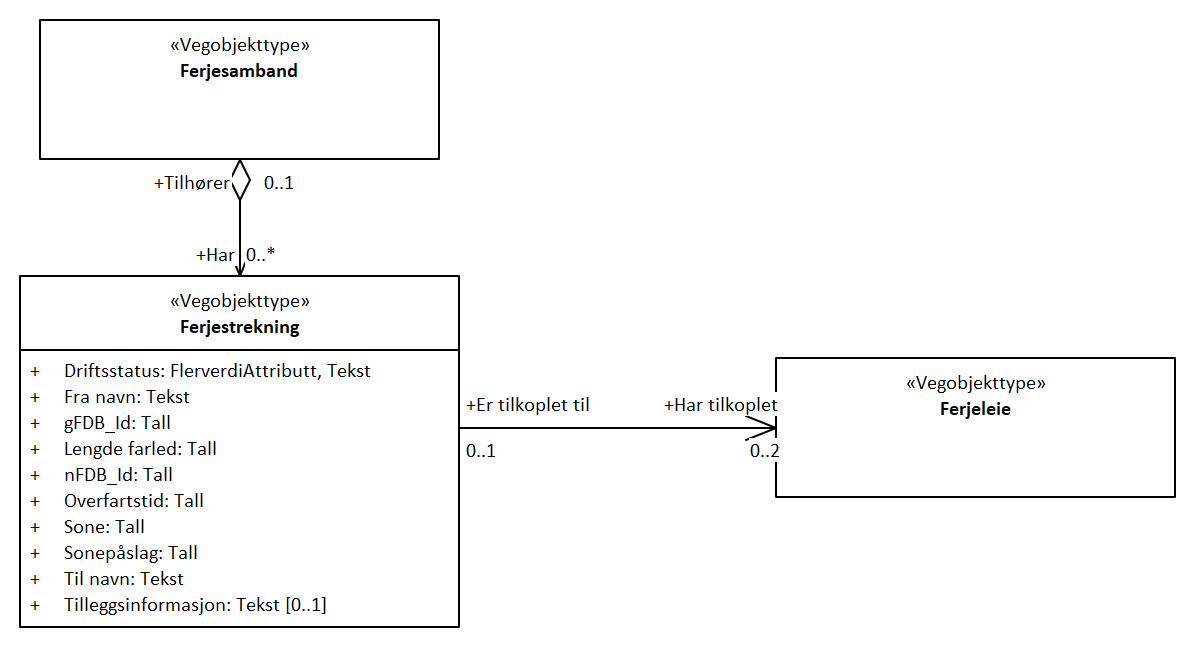 «Vegobjekttype»
Ferjesamband
+Tilhører 0..1
+Har 0..*
«Vegobjekttype»
Ferjestrekning
+ Driftsstatus: FlerverdiAttributt, Tekst
+ Fra navn: Tekst
+ gFDB_Id: Tall
+ Lengde farled: Tall
+ nFDB_Id: Tall
+ Overfartstid: Tall
+ Sone: Tall
+ Sonepåslag: Tall
+ Til navn: Tekst
+ Tilleggsinformasjon: Tekst [0..1]
+Er tilkoplet til +Har tilkoplet
0..1 0..2
«Vegobjekttype»
Ferjeleie